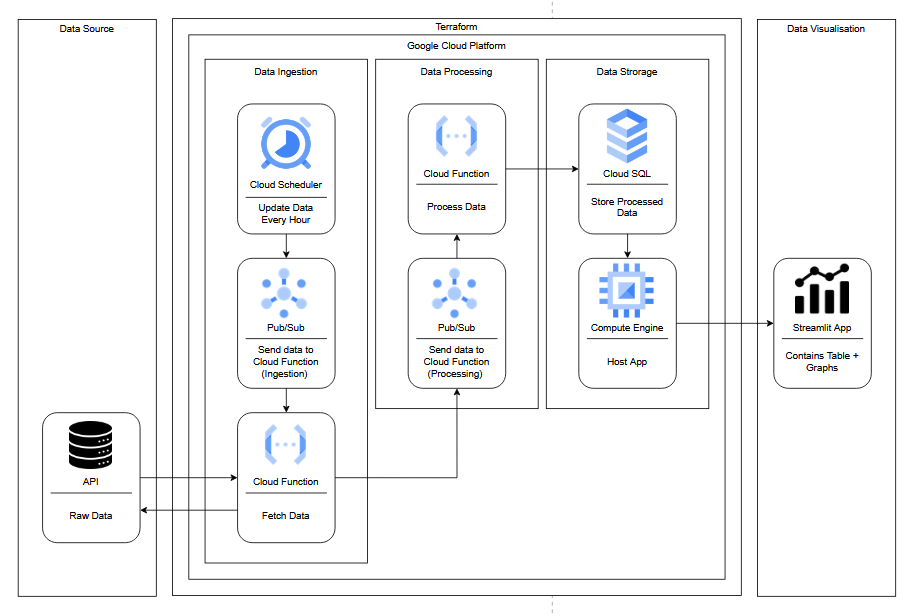 Data Source
Terraform
Google Cloud Platform
Data Visualisation
Data Ingestion
Data Processing
Data Strorage
Cloud Scheduler
Update Data
Every Hour
Cloud Function
Process Data
Cloud SQL
Store Processed
Data
Pub/Sub
Send data to
Cloud Function
(Ingestion)
Pub/Sub
Send data to
Cloud Function
(Processing)
Compute Engine
Host App
Streamlit App
Contains Table +
Graphs
API
Raw Data
Cloud Function
Fetch Data